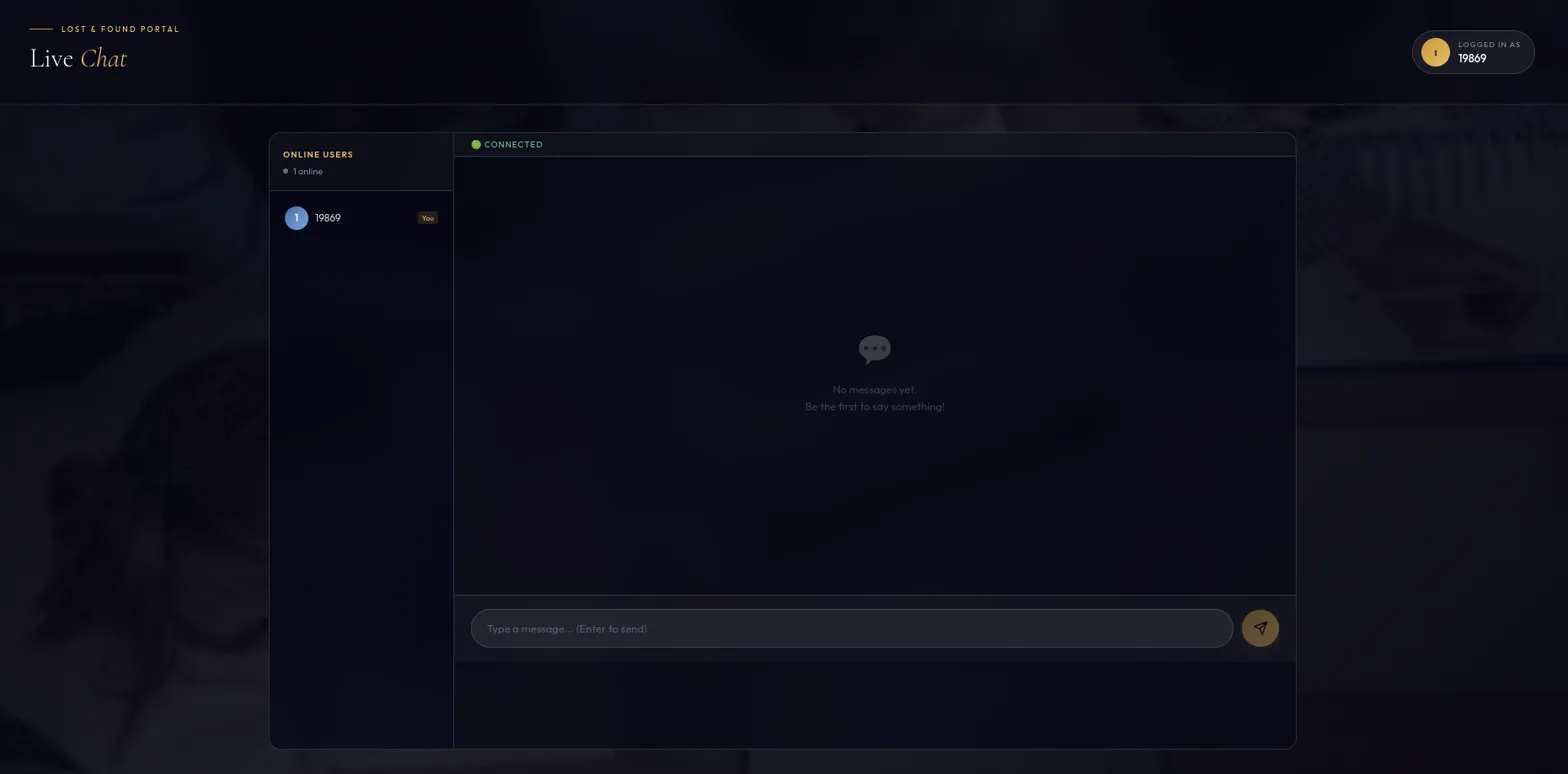 LOST & FOUND PORTAL
Live Chat
1
LOGGED IN AS
19869
ONLINE USERS
1 online
1 19869 You
CONNECTED
No messages yet.
Be the first to say something!
Type a message... (Enter to send)